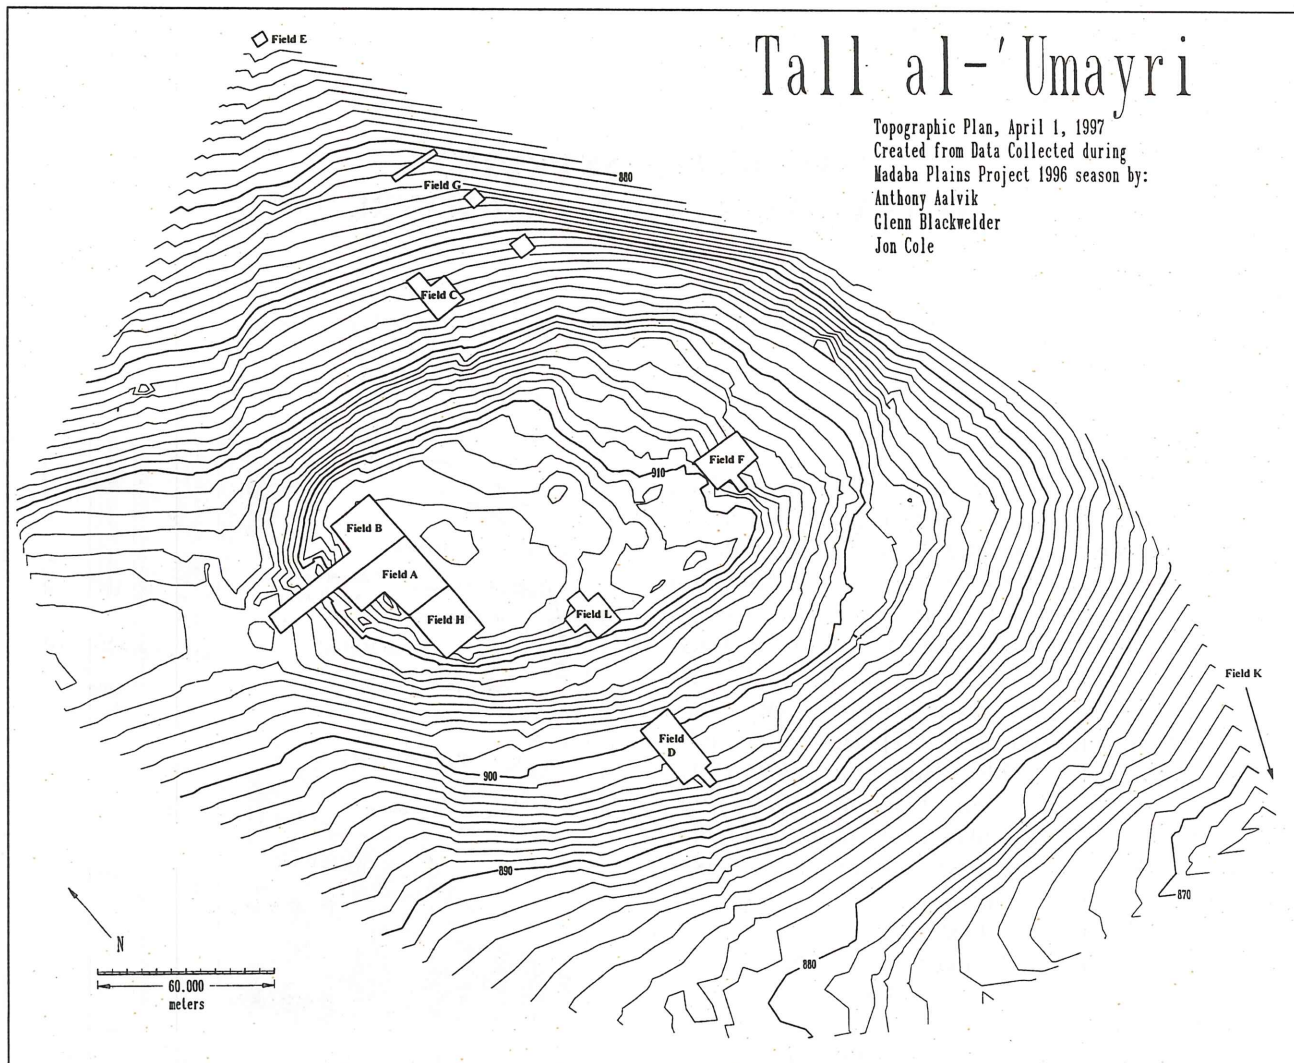 Field E
Tall al-'Umayri
Topographic Plan, April 1, 1997
Created from Data Collected during
Madaba Plains Project 1996 season by:
Anthony Aalvik
Glenn Blackwelder
Jon Cole
880
Field G
Field C
Field F
910
Field B
Field A
Field H
Field L
Field K
Field
D
900
890
870
880
N
60.000
meters